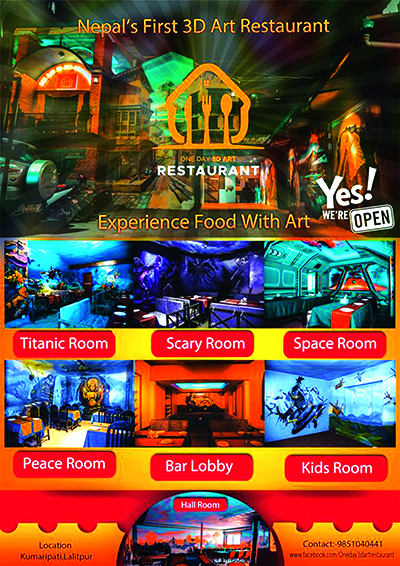 Nepal's First 3D Art Restaurant
ONE DAY 3D ART
RESTAURANT
Yes!
WE'RE OPEN
Experience Food With Art
Titanic Room
Scary Room
Space Room
Peace Room
Bar Lobby
Kids Room
Hall Room
Location
Kumaripati,Lalitpur
Contact:-9851040441
www.facebook.com:Oneday3dartrestaurant